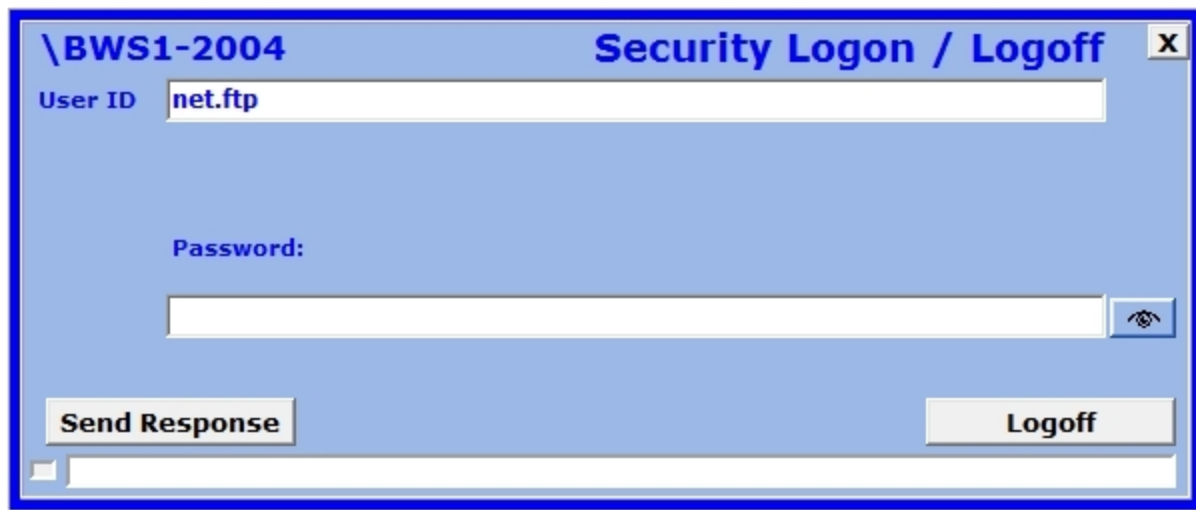 \BWS1-2004 Security Logon / Logoff X
User ID net.ftp
Password:
Send Response Logoff